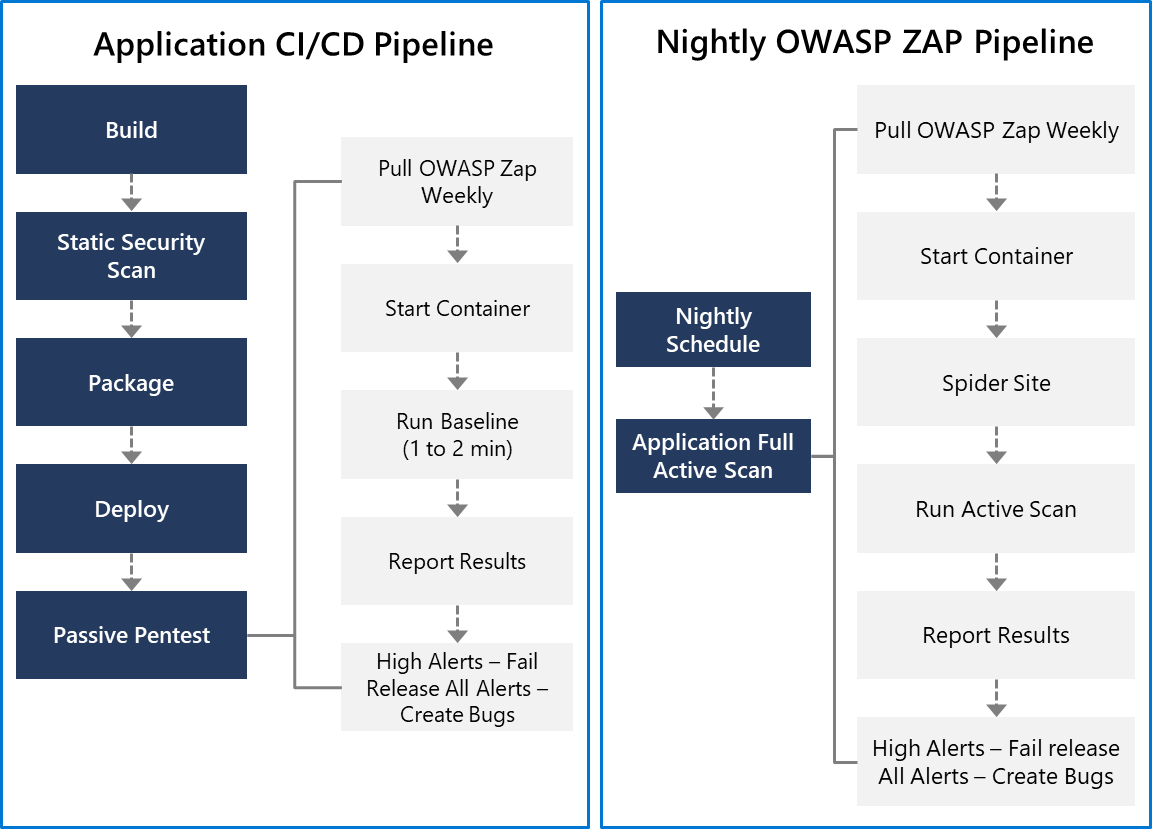 Application CI/CD Pipeline
Build
Static Security
Scan
Package
Deploy
Passive Pentest
Pull OWASP Zap
Weekly
Start Container
Run Baseline
(1 to 2 min)
Report Results
High Alerts – Fail
Release All Alerts –
Create Bugs
Nightly OWASP ZAP Pipeline
Nightly
Schedule
Application Full
Active Scan
Pull OWASP Zap Weekly
Start Container
Spider Site
Run Active Scan
Report Results
High Alerts – Fail release
All Alerts – Create Bugs